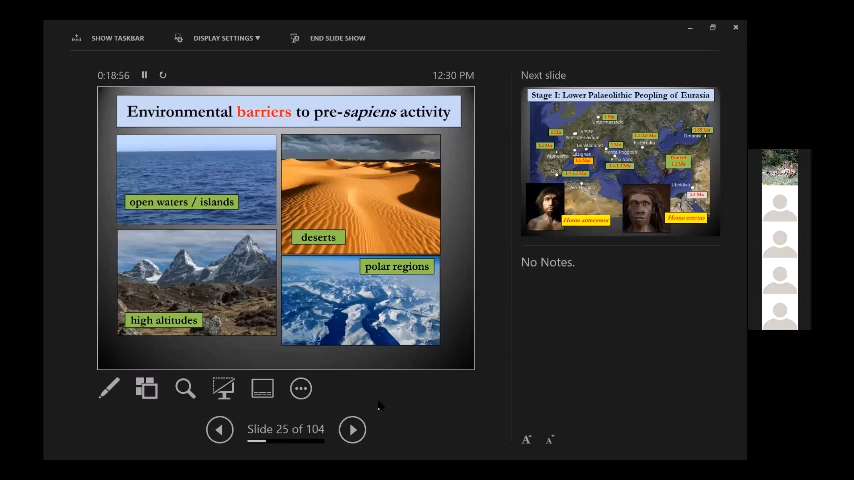 SHOW TASKBAR
DISPLAY SETTINGS ▼
END SLIDE SHOW
0:18:56
12:30 PM
Environmental barriers to pre-sapiens activity
open waters / islands
deserts
polar regions
high altitudes
Slide 25 of 104
Next slide
Stage I: Lower Palaeolithic Peopling of Eurasia
Homo antecessor
Homo erectus
No Notes.